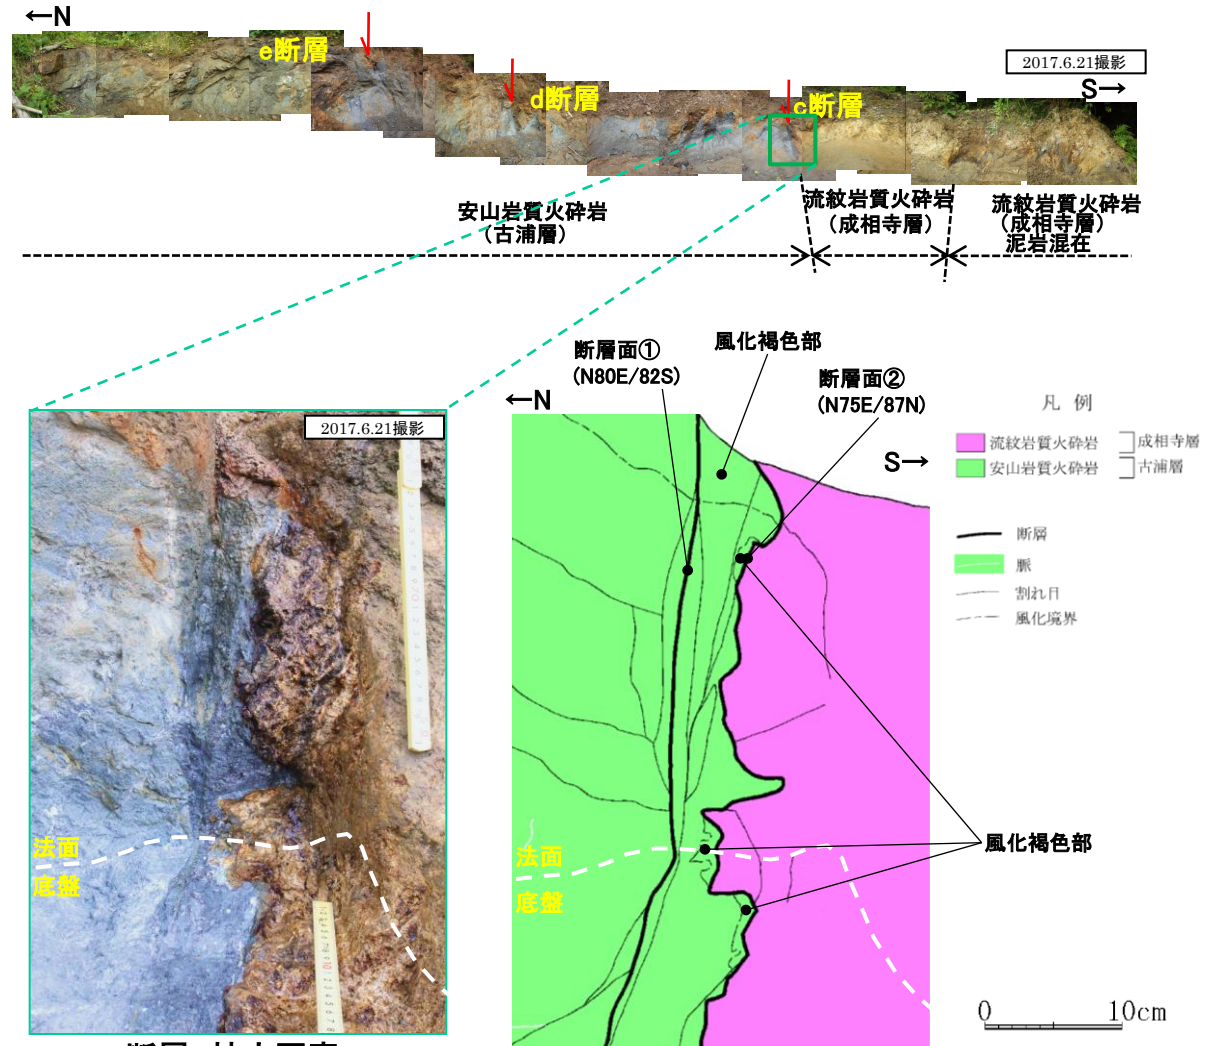 ←N
e断層
d断層
c断層
2017.6.21撮影
S→
安山岩質火砕岩
（古浦層）
流紋岩質火砕岩
（成相寺層）
流紋岩質火砕岩
（成相寺層）
泥岩混在
2017.6.21撮影
法面
底盤
断層面①
(N80E/82S)
風化褐色部
断層面②
(N75E/87N)
←N
S→
法面
底盤
風化褐色部
凡 例
流紋岩質火砕岩 成相寺層
安山岩質火砕岩 古浦層
断層
脈
割れ目
風化境界
0 10cm